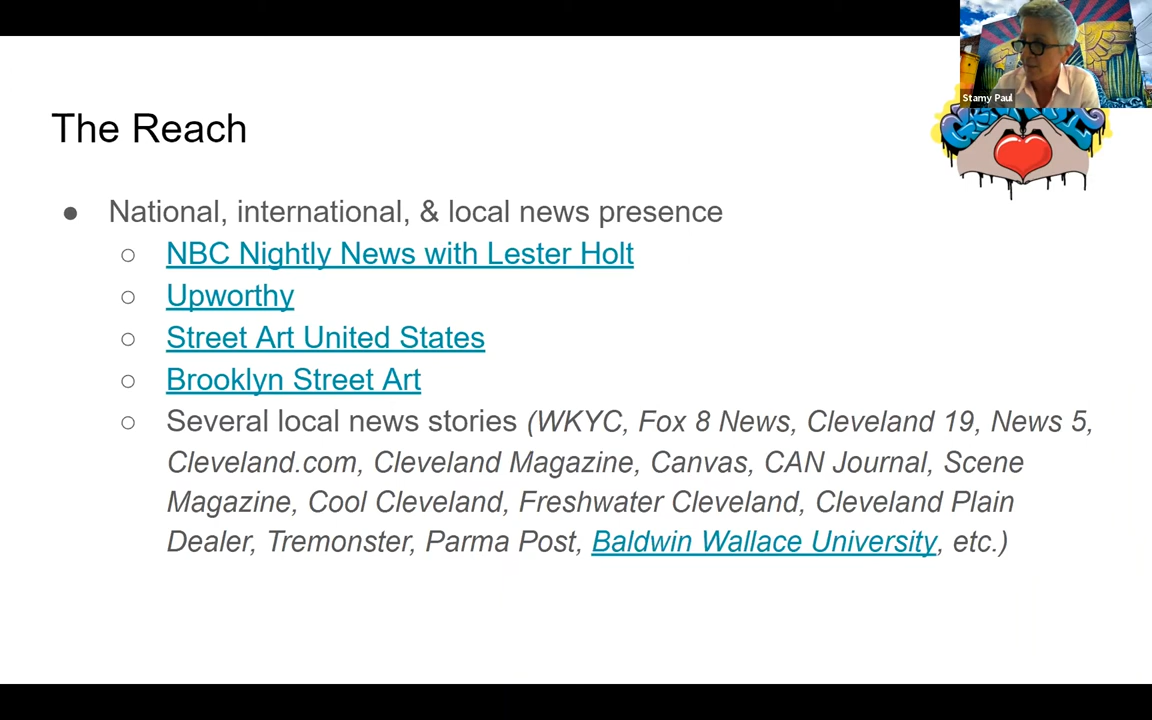 Stamy Paul
The Reach
● National, international, & local news presence
○ NBC Nightly News with Lester Holt
○ Upworthy
○ Street Art United States
○ Brooklyn Street Art
○ Several local news stories (WKYC, Fox 8 News, Cleveland 19, News 5,
Cleveland.com, Cleveland Magazine, Canvas, CAN Journal, Scene
Magazine, Cool Cleveland, Freshwater Cleveland, Cleveland Plain
Dealer, Tremonster, Parma Post, Baldwin Wallace University, etc.)